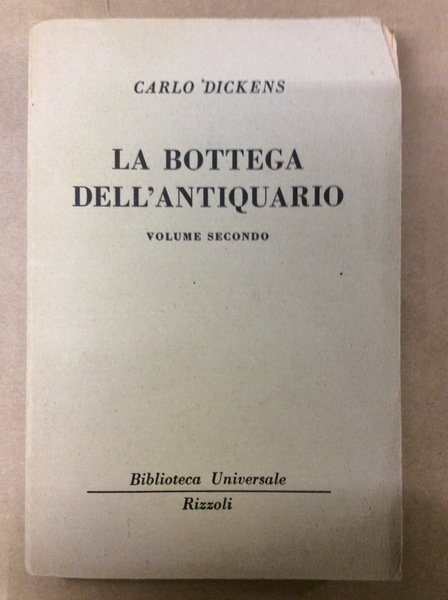 CARLO DICKENS
LA BOTTEGA
DELL'ANTIQUARIO
VOLUME SECONDO
Biblioteca Universale
Rizzoli